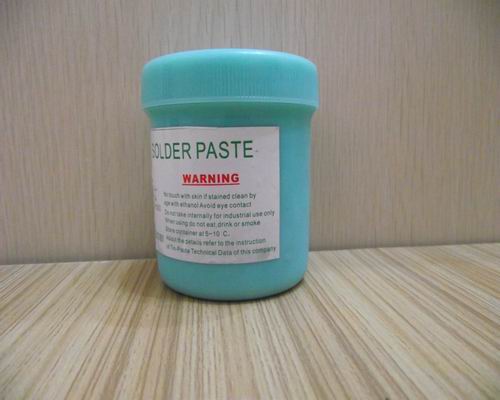 SOLDER PASTE
WARNING
No touch with skin if stained clean by
age with ethanol Avoid eye contact
Do not take internally for industrial use only
When using do not eat,drink or smoke
Store container at 5-10 C.
About the details refer to the instruction
of Tin-Paste Technical Data of this company